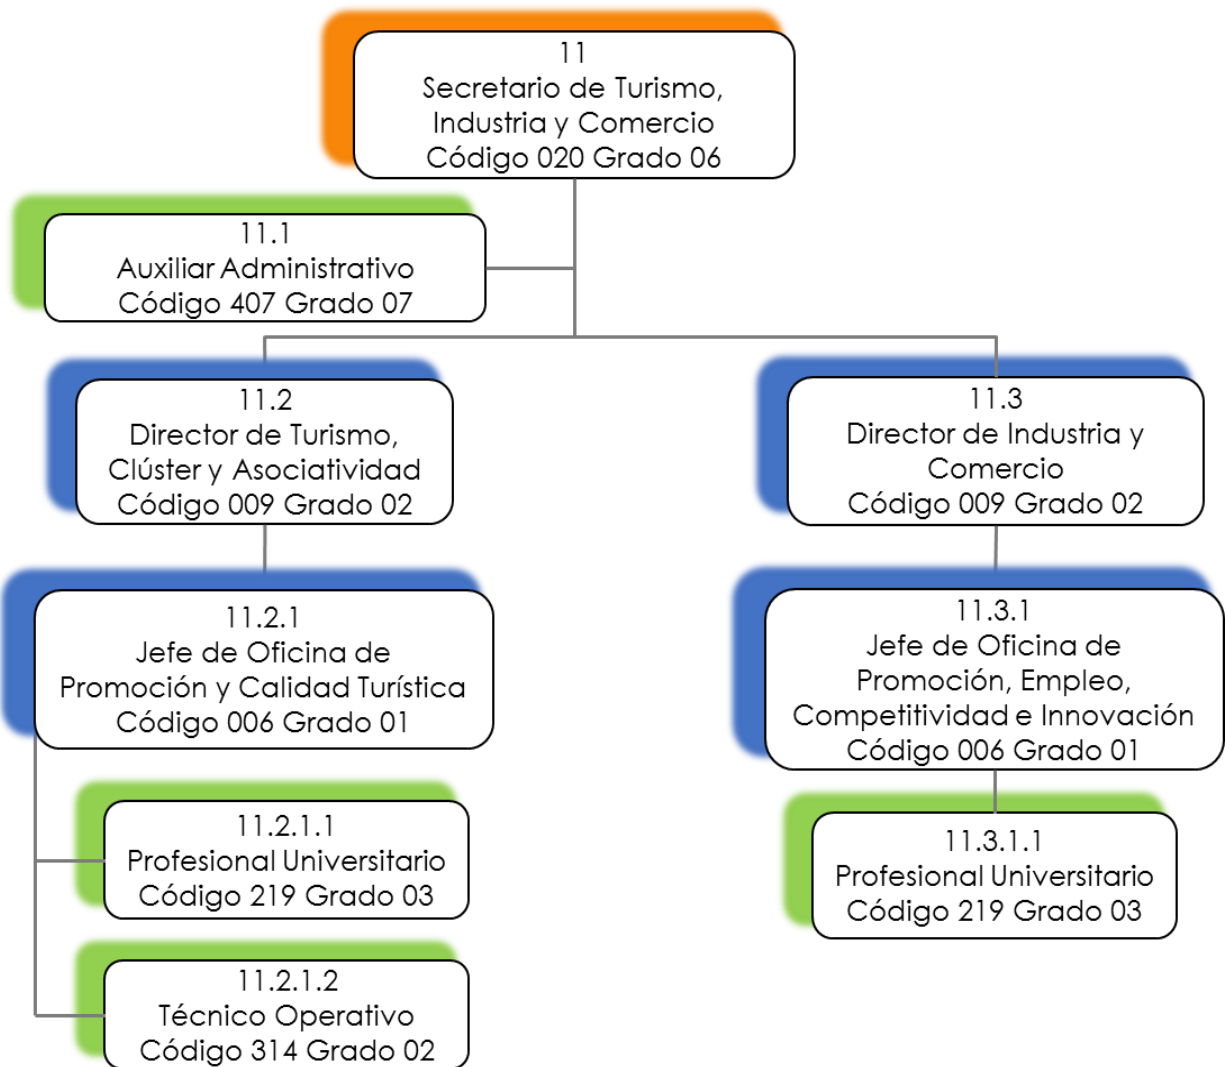 11
Secretario de Turismo,
Industria y Comercio
Código 020 Grado 06
11.1
Auxiliar Administrativo
Código 407 Grado 07
11.2
Director de Turismo,
Clúster y Asociatividad
Código 009 Grado 02
11.3
Director de Industria y
Comercio
Código 009 Grado 02
11.2.1
Jefe de Oficina de
Promoción y Calidad Turística
Código 006 Grado 01
11.3.1
Jefe de Oficina de
Promoción, Empleo,
Competitividad e Innovación
Código 006 Grado 01
11.2.1.1
Profesional Universitario
Código 219 Grado 03
11.3.1.1
Profesional Universitario
Código 219 Grado 03
11.2.1.2
Técnico Operativo
Código 314 Grado 02